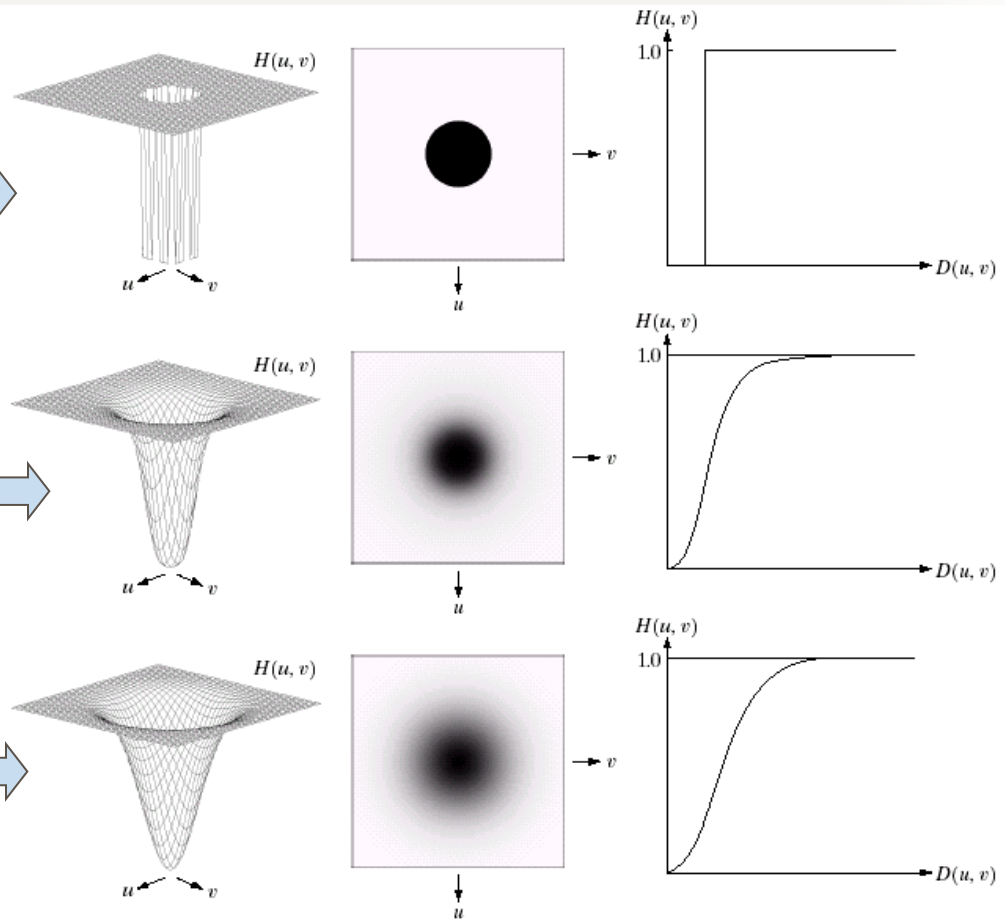 H(u, v)
1.0
H(u, v)
v
D(u, v)
u
v
u
H(u, v)
1.0
H(u, v)
v
D(u, v)
u
v
u
H(u, v)
1.0
H(u, v)
v
D(u, v)
u
v
u